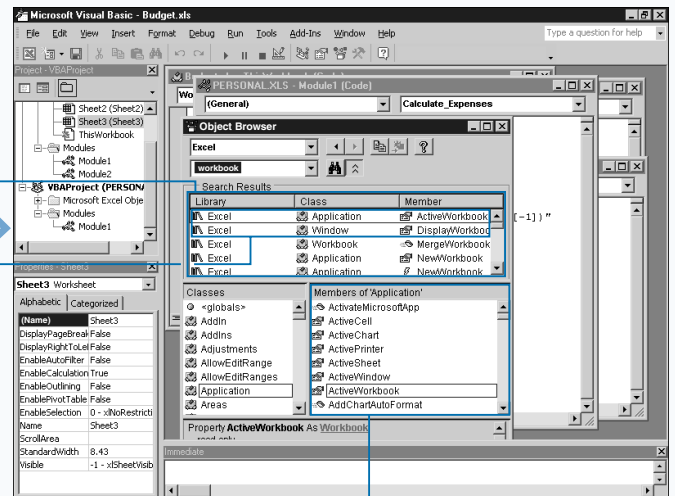 Microsoft Visual Basic - Budget.xls
File Edit View Insert Format Debug Run Tools Add-Ins Window Help
Type a question for help
Project - VBAProject
Sheet2 (Sheet2)
Sheet3 (Sheet3)
ThisWorkbook
Modules
Module1
Module2
VBAProject (PERSONA
Microsoft Excel Obje
Modules
Module1
Properties - Sheet3
Sheet3 Worksheet
Alphabetic Categorized
(Name) Sheet3
DisplayPageBreak False
DisplayRightToLef False
EnableAutoFilter False
EnableCalculation True
EnableOutlining False
EnablePivotTable False
EnableSelection 0 - xlNoRestricti
Name Sheet3
ScrollArea
StandardWidth 8.43
Visible -1 - xlSheetVisib
PERSONAL.XLS - Module1 (Code)
(General) Calculate_Expenses
[-1])"
Object Browser
Excel
workbook
Search Results
Library Class Member
Excel Application ActiveWorkbook
Excel Window DisplayWorkbook
Excel Workbook MergeWorkbook
Excel Application NewWorkbook
Excel Application NewWorkbook
Classes
<globals>
AddIn
AddIns
Adjustments
AllowEditRange
AllowEditRanges
Application
Areas
Members of 'Application'
ActivateMicrosoftApp
ActiveCell
ActiveChart
ActivePrinter
ActiveSheet
ActiveWindow
ActiveWorkbook
AddChartAutoFormat
Property ActiveWorkbook As Workbook
read-only
Immediate